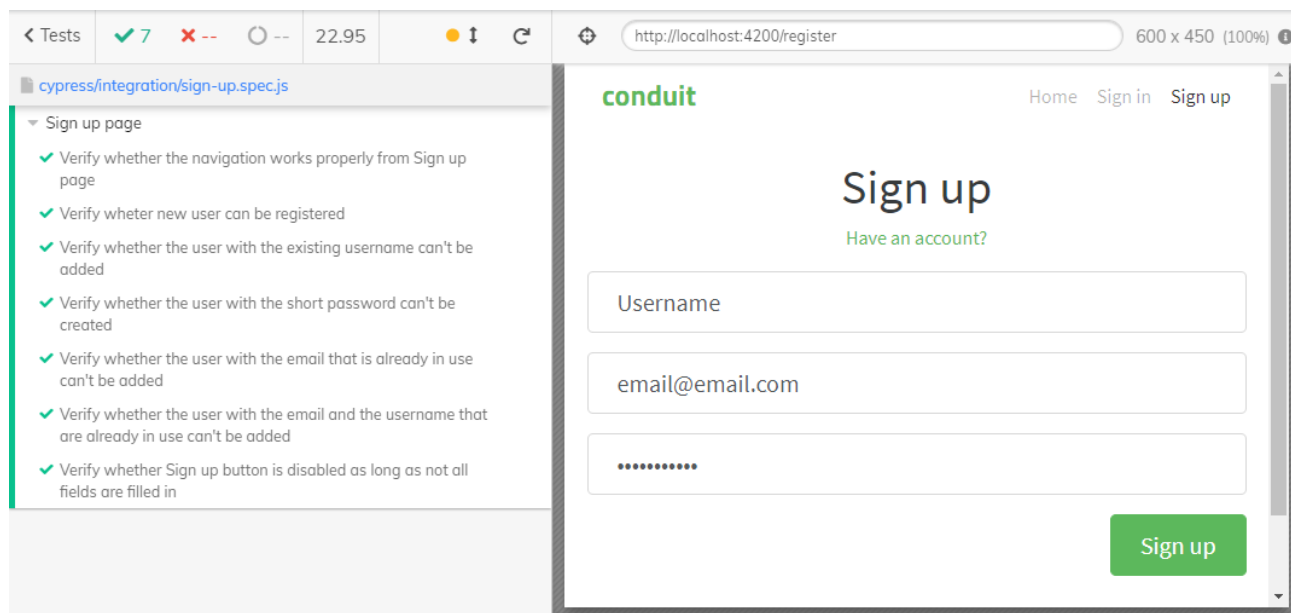 Tests 7 -- -- 22.95
http://localhost:4200/register 600 x 450 (100%)
cypress/integration/sign-up.spec.js
Sign up page
Verify whether the navigation works properly from Sign up
page
Verify wheter new user can be registered
Verify whether the user with the existing username can't be
added
Verify whether the user with the short password can't be
created
Verify whether the user with the email that is already in use
can't be added
Verify whether the user with the email and the username that
are already in use can't be added
Verify whether Sign up button is disabled as long as not all
fields are filled in
conduit
Home Sign in Sign up
Sign up
Have an account?
Username
email@email.com
•••••••••••
Sign up